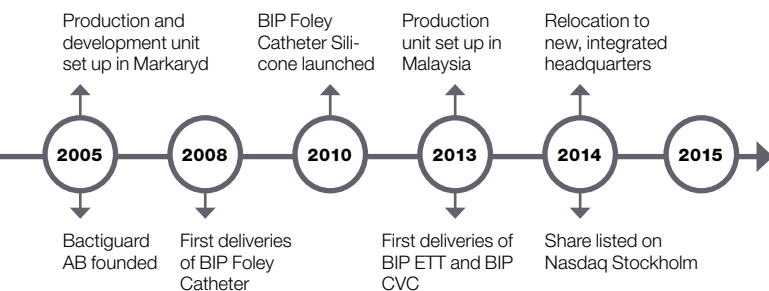 Production and
development unit
set up in Markaryd
BIP Foley
Catheter Sili-
cone launched
Production
unit set up in
Malaysia
Relocation to
new, integrated
headquarters
2005
2008
2010
2013
2014
2015
Bactiguard
AB founded
First deliveries
of BIP Foley
Catheter
First deliveries of
BIP ETT and BIP
CVC
Share listed on
Nasdaq Stockholm